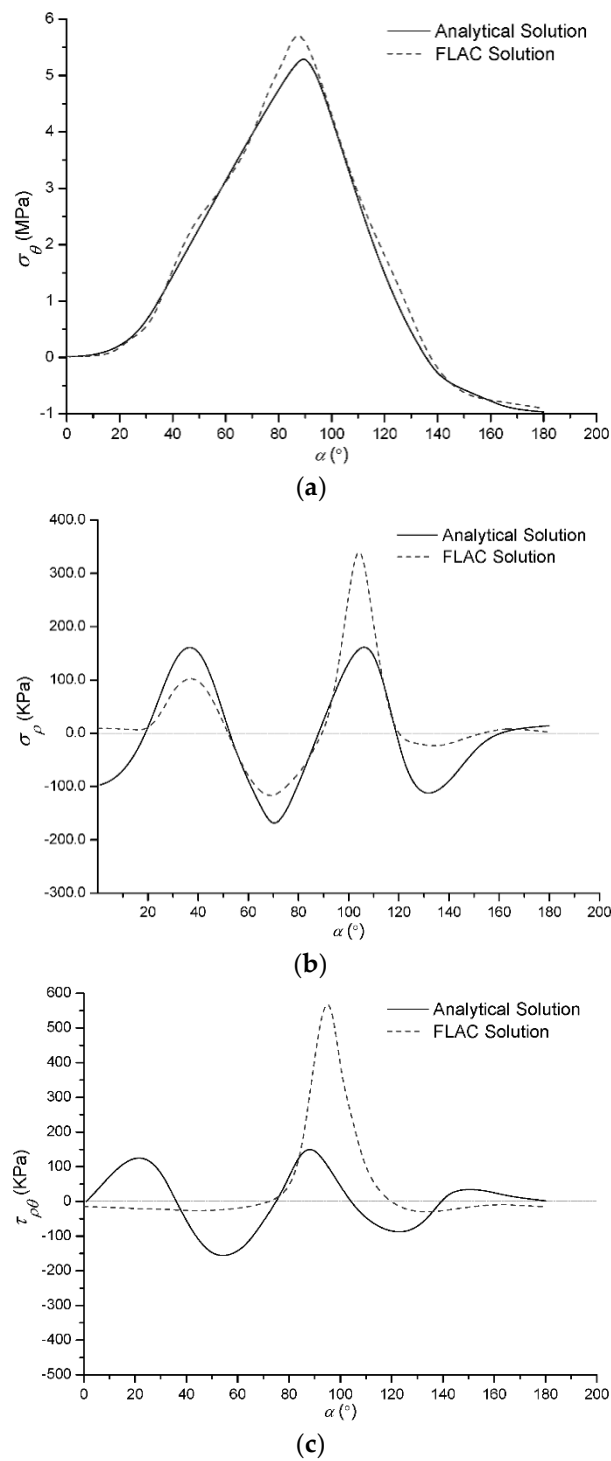 6
5
4
3
2
1
0
-1
σθ (MPa)
Analytical Solution
FLAC Solution
0 20 40 60 80 100 120 140 160 180 200
α (°)
(a)
400.0
300.0
200.0
100.0
0.0
-100.0
-200.0
-300.0
σρ (KPa)
Analytical Solution
FLAC Solution
20 40 60 80 100 120 140 160 180 200
α (°)
(b)
600
500
400
300
200
100
0
-100
-200
-300
-400
-500
τρθ (KPa)
Analytical Solution
FLAC Solution
0 20 40 60 80 100 120 140 160 180 200
α (°)
(c)